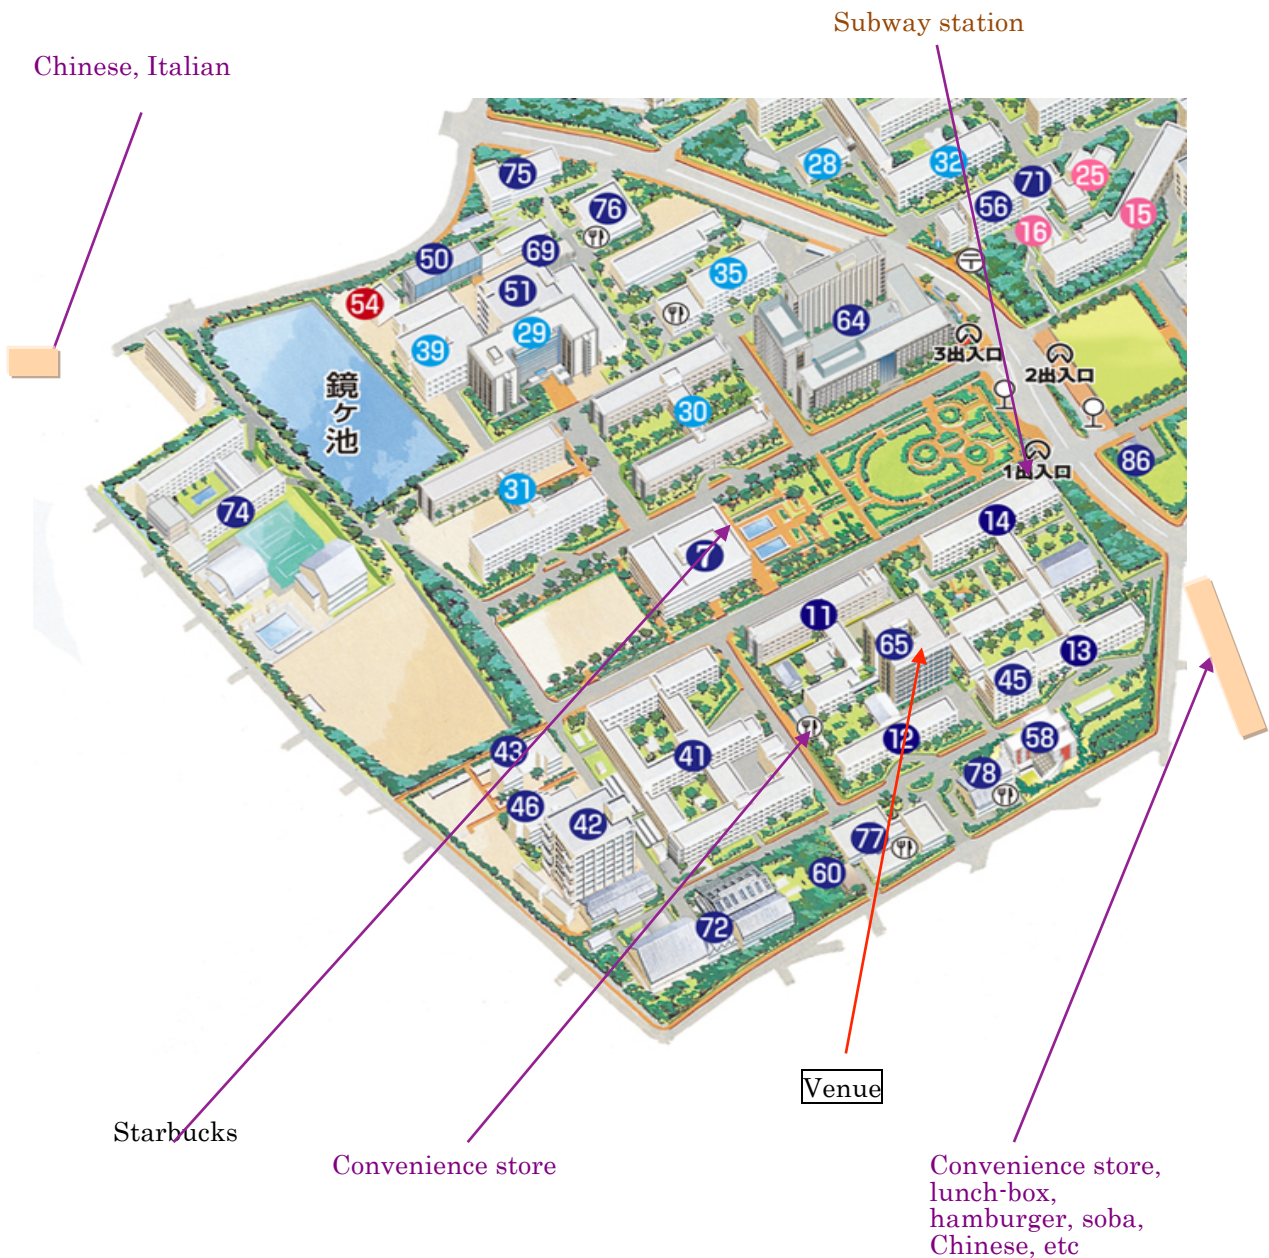 Subway station
Chinese, Italian
28
32
75
71
25
76
56
15
16
69
50
35
51
54
64
29
39
3出入口
2出入口
鏡ヶ池
30
1出入口
86
31
74
14
7
11
65
13
45
58
43
41
12
78
46
42
77
60
72
Venue
Starbucks
Convenience store
Convenience store,
lunch-box,
hamburger, soba,
Chinese, etc